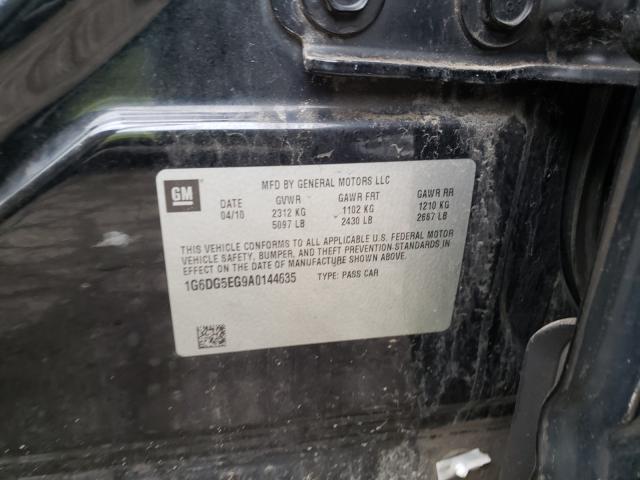 MFD BY GENERAL MOTORS LLC
GM DATE GVWR GAWR FRT GAWR RR
04/10 2312 KG 1102 KG 1210 KG
5097 LB 2430 LB 2667 LB
THIS VEHICLE CONFORMS TO ALL APPLICABLE U.S. FEDERAL MOTOR
VEHICLE SAFETY, BUMPER, AND THEFT PREVENTION STANDARDS IN
EFFECT ON THE DATE OF MANUFACTURE SHOWN ABOVE.
1G6DG5EG9A0144635 TYPE: PASS CAR